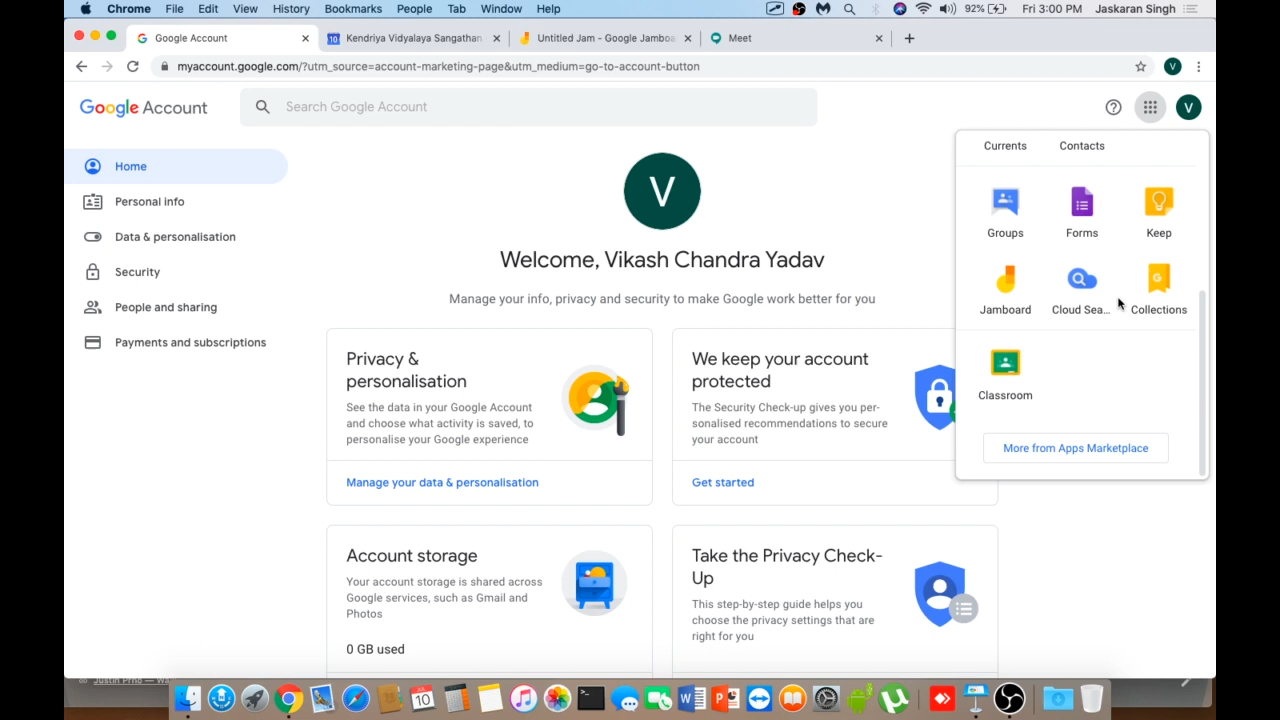 Chrome File Edit View History Bookmarks People Tab Window Help 92% Fri 3:00 PM Jaskaran Singh
Google Account Kendriya Vidyalaya Sangathan Untitled Jam - Google Jamboa Meet
myaccount.google.com/?utm_source=account-marketing-page&utm_medium=go-to-account-button V
Google Account Search Google Account V
Home
Personal info
Data & personalisation
Security
People and sharing
Payments and subscriptions
V
Welcome, Vikash Chandra Yadav
Manage your info, privacy and security to make Google work better for you
Privacy &
personalisation
See the data in your Google Account
and choose what activity is saved, to
personalise your Google experience
Manage your data & personalisation
We keep your account
protected
The Security Check-up gives you per-
sonalised recommendations to secure
your account
Get started
Account storage
Your account storage is shared across
Google services, such as Gmail and
Photos
0 GB used
Take the Privacy Check-
Up
This step-by-step guide helps you
choose the privacy settings that are
right for you
Currents Contacts
Groups Forms Keep
Jamboard Cloud Sea... Collections
Classroom
More from Apps Marketplace